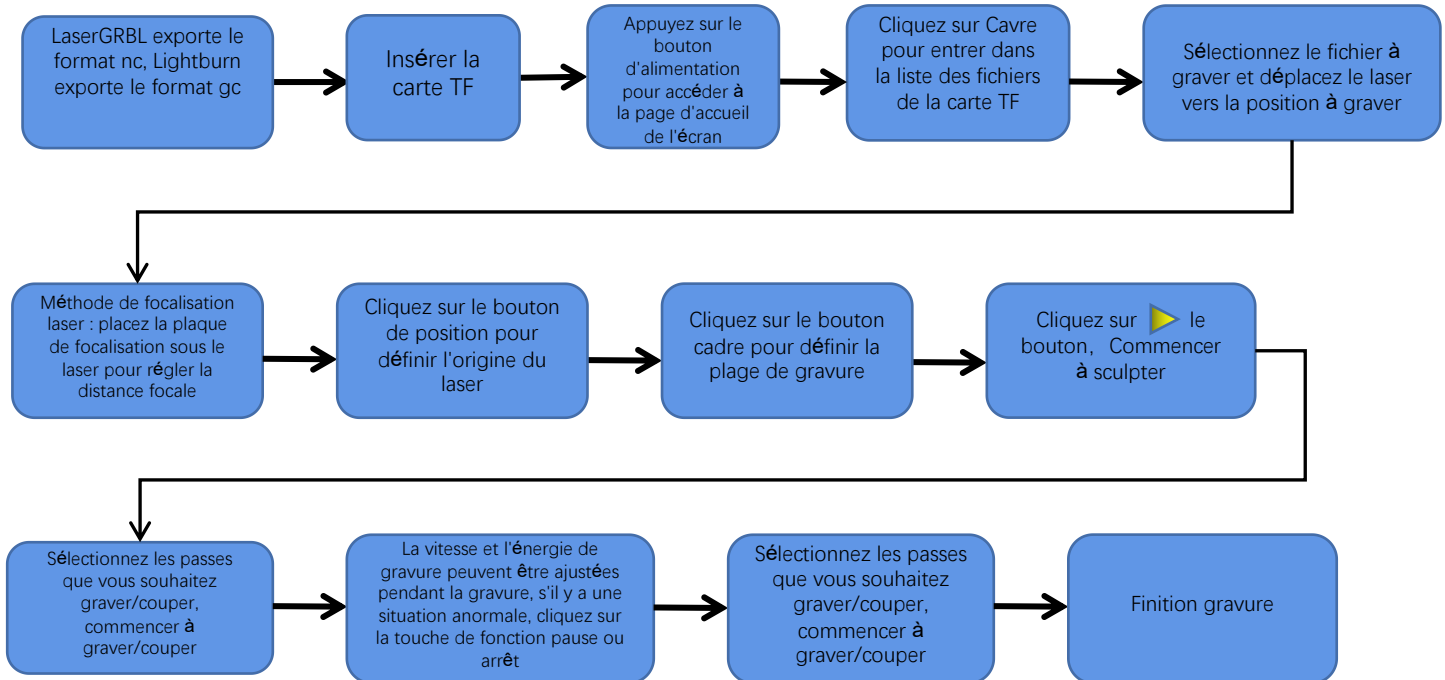 LaserGRBL exporte le
format nc, Lightburn
exporte le format gc
Insérer la
carte TF
Appuyez sur le
bouton
d'alimentation
pour accéder à
la page d'accueil
de l'écran
Cliquez sur Cavre
pour entrer dans
la liste des fichiers
de la carte TF
Sélectionnez le fichier à
graver et déplacez le laser
vers la position à graver
Méthode de focalisation
laser : placez la plaque
de focalisation sous le
laser pour régler la
distance focale
Cliquez sur le bouton
de position pour
définir l'origine du
laser
Cliquez sur le bouton
cadre pour définir la
plage de gravure
Cliquez sur le
bouton, Commencer
à sculpter
Sélectionnez les passes
que vous souhaitez
graver/couper,
commencer à
graver/couper
La vitesse et l'énergie de
gravure peuvent être ajustées
pendant la gravure, s'il y a une
situation anormale, cliquez sur
la touche de fonction pause ou
arrêt
Sélectionnez les passes
que vous souhaitez
graver/couper,
commencer à
graver/couper
Finition gravure